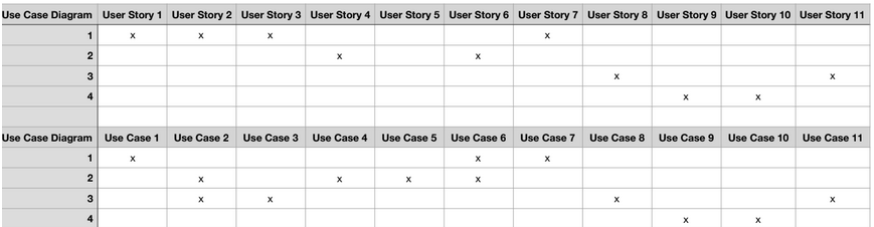 Use Case Diagram User Story 1 User Story 2 User Story 3 User Story 4 User Story 5 User Story 6 User Story 7 User Story 8 User Story 9 User Story 10 User Story 11
1 x x x x
2 x x
3 x x
4 x x
Use Case Diagram Use Case 1 Use Case 2 Use Case 3 Use Case 4 Use Case 5 Use Case 6 Use Case 7 Use Case 8 Use Case 9 Use Case 10 Use Case 11
1 x x x
2 x x x x
3 x x x x
4 x x